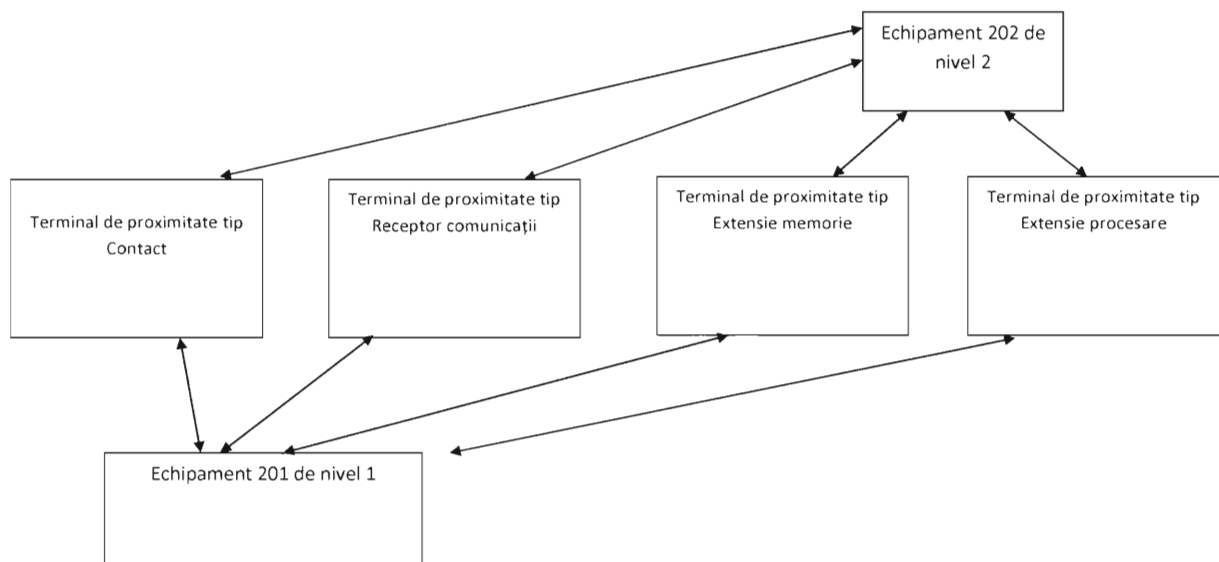 Echipament 202 de
nivel 2
Terminal de proximitate tip
Contact
Terminal de proximitate tip
Receptor comunicații
Terminal de proximitate tip
Extensie memorie
Terminal de proximitate tip
Extensie procesare
Echipament 201 de nivel 1